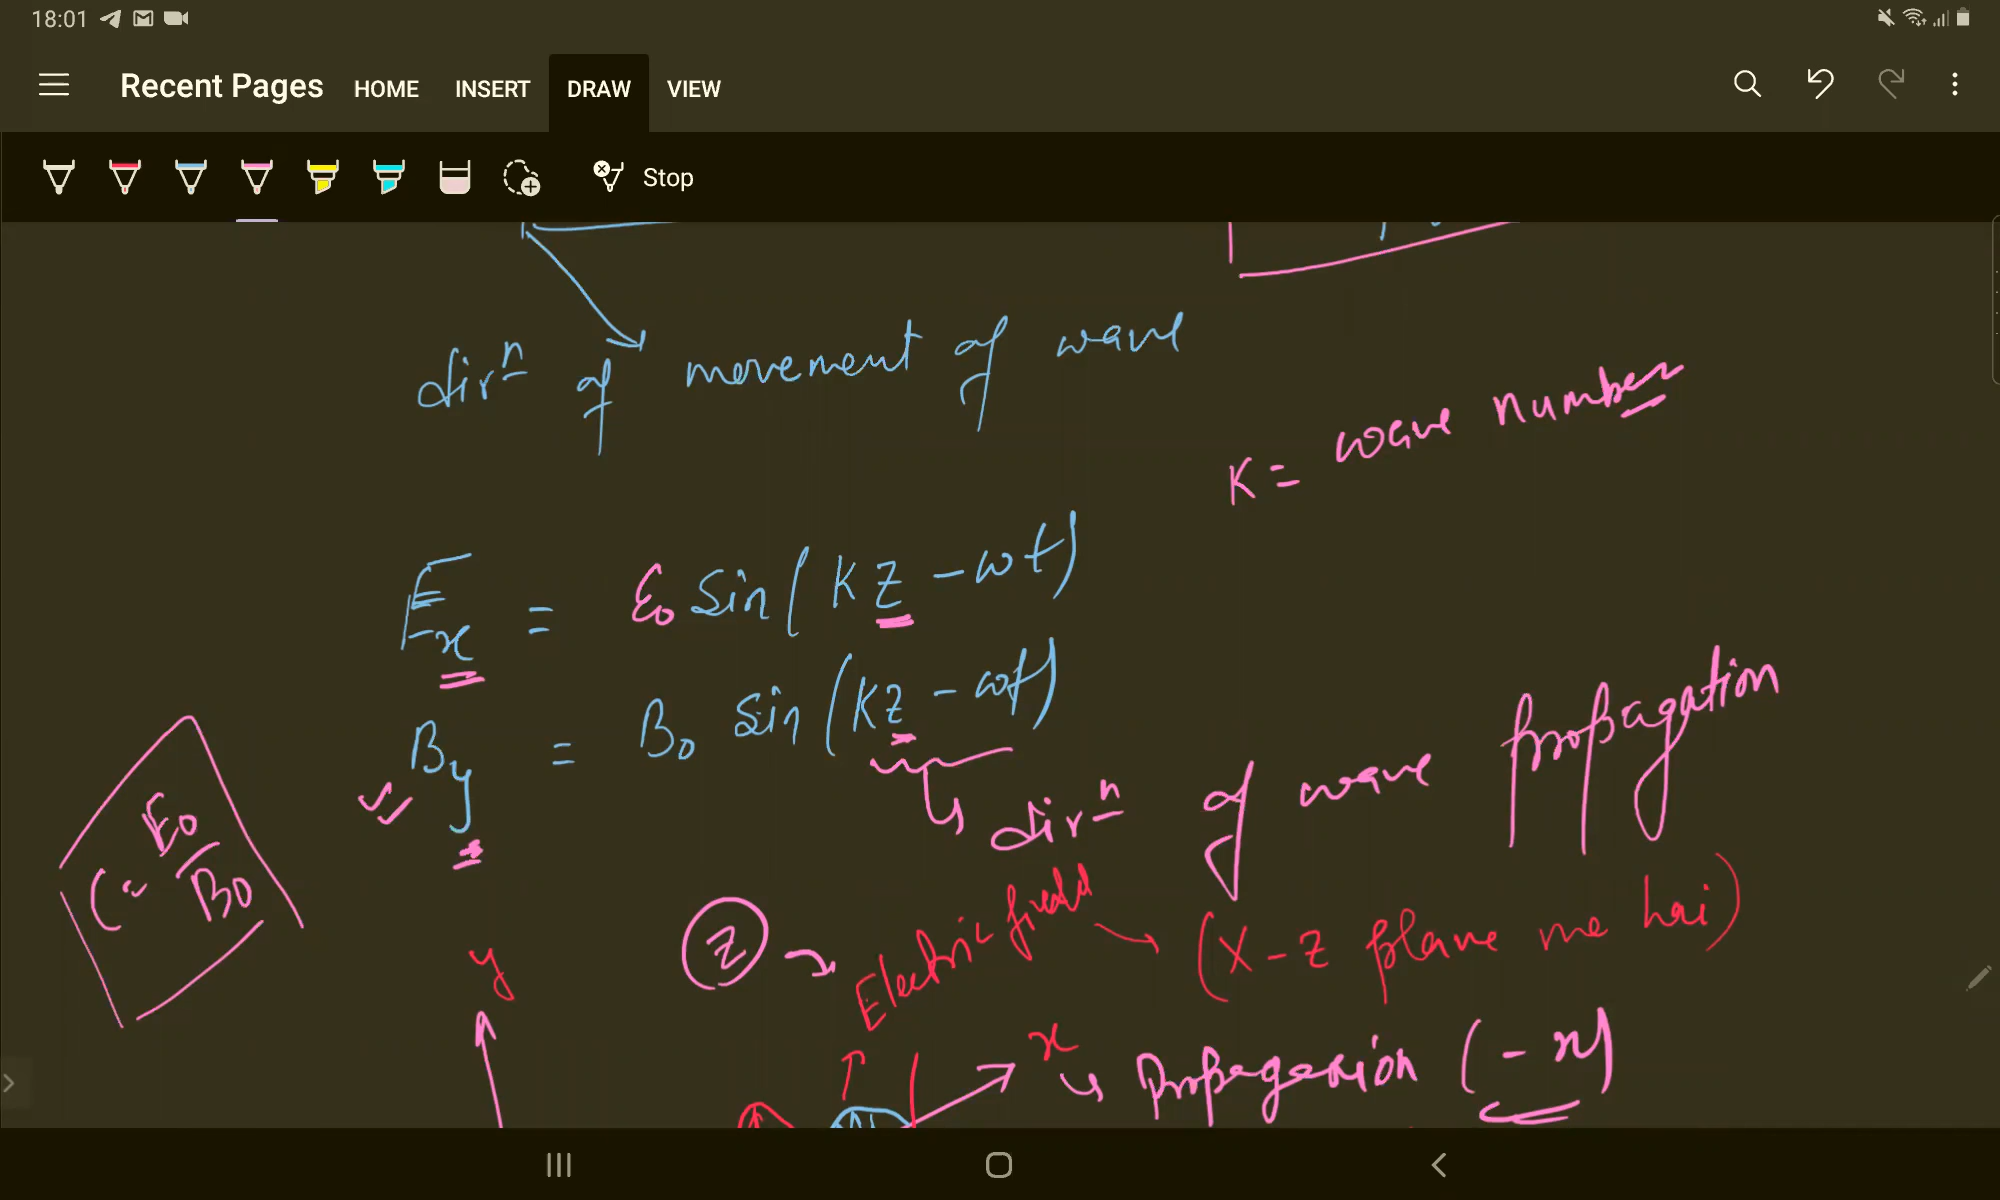 18:01
Recent Pages HOME INSERT DRAW VIEW
Stop
dirⁿ of movement of wave
K = wave number
Ex = E₀ Sin(KZ - ωt)
By = B₀ Sin(KZ - ωt)
dirⁿ of wave propagation
C = E₀/B₀
Z
Electric field
(X-Z plane me hai)
y
x
Propagation (-x)